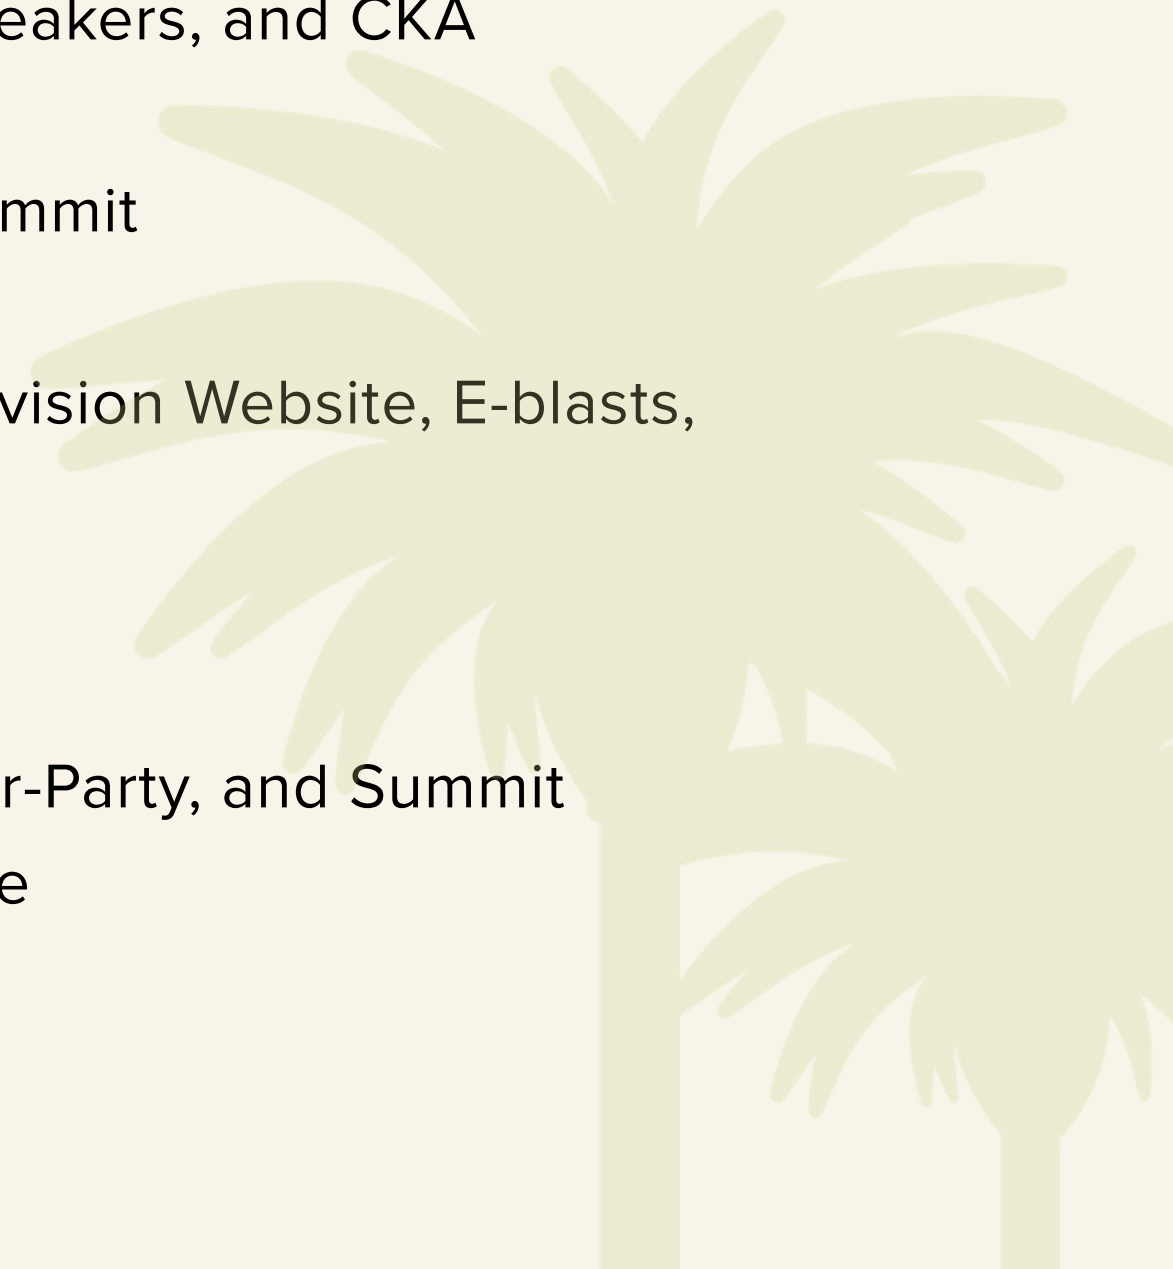 eakers, and CKA
mmit
vision Website, E-blasts,
r-Party, and Summit
e